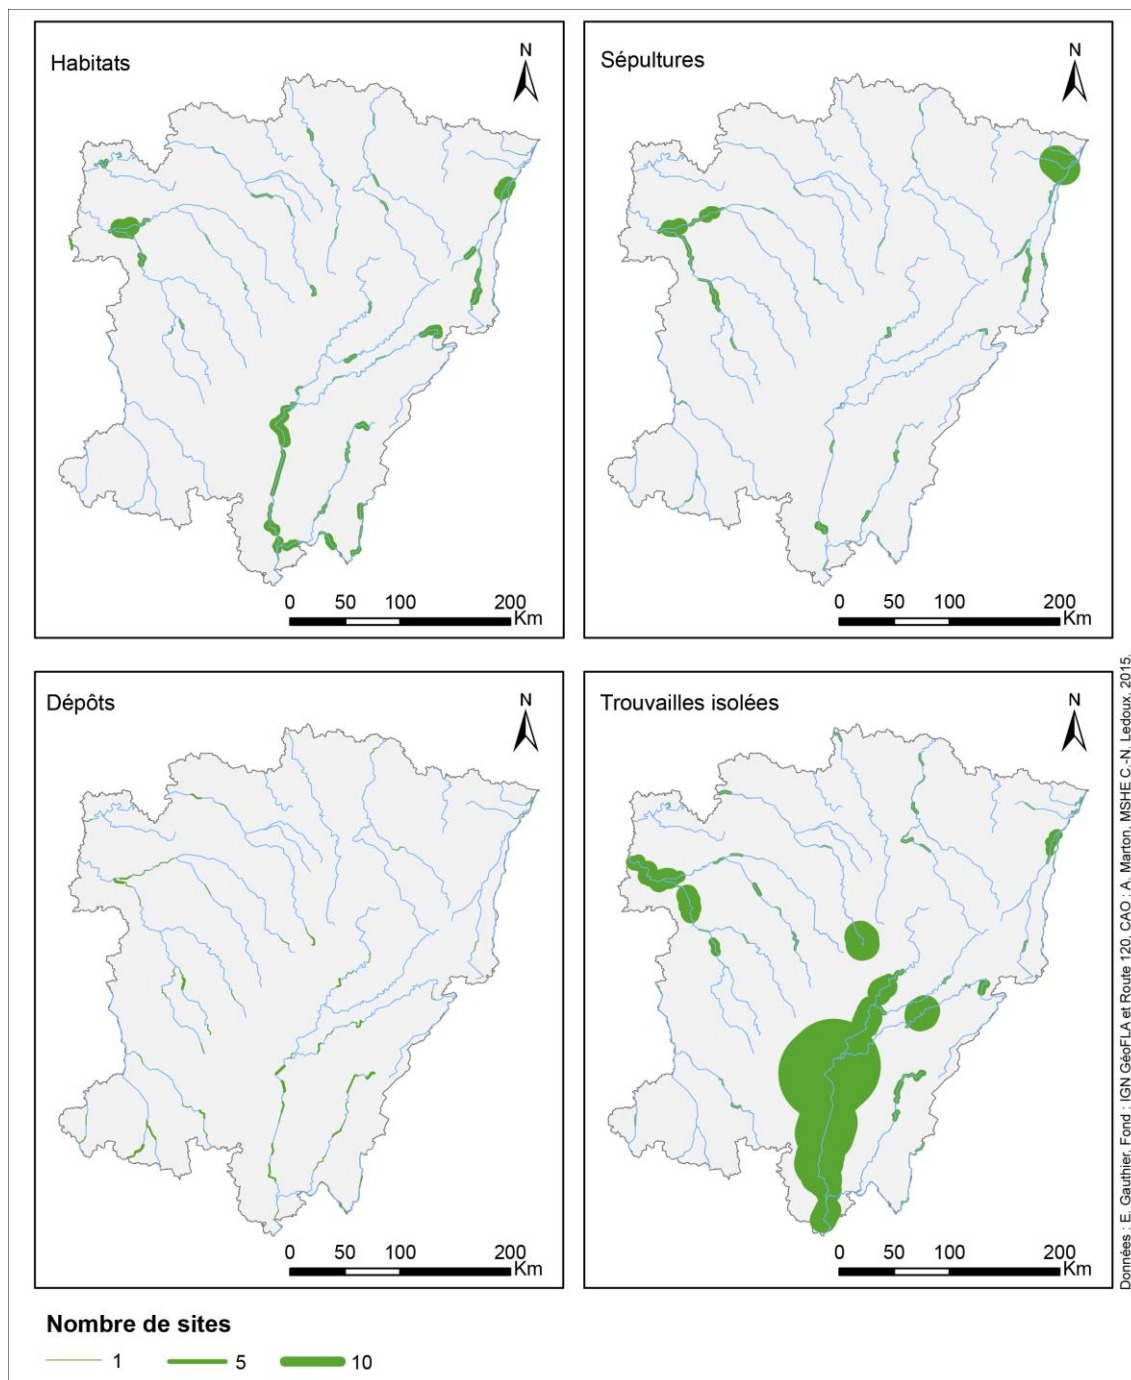 Habitats
N
0 50 100 200
Km
Sépultures
N
0 50 100 200
Km
Dépôts
N
0 50 100 200
Km
Trouvailles isolées
N
0 50 100 200
Km
Données : E. Gauthier, Fond : IGN GéoFLA et Route 120, CAO : A. Marton, MSHE C.-N. Ledoux, 2015.
Nombre de sites
1 5 10